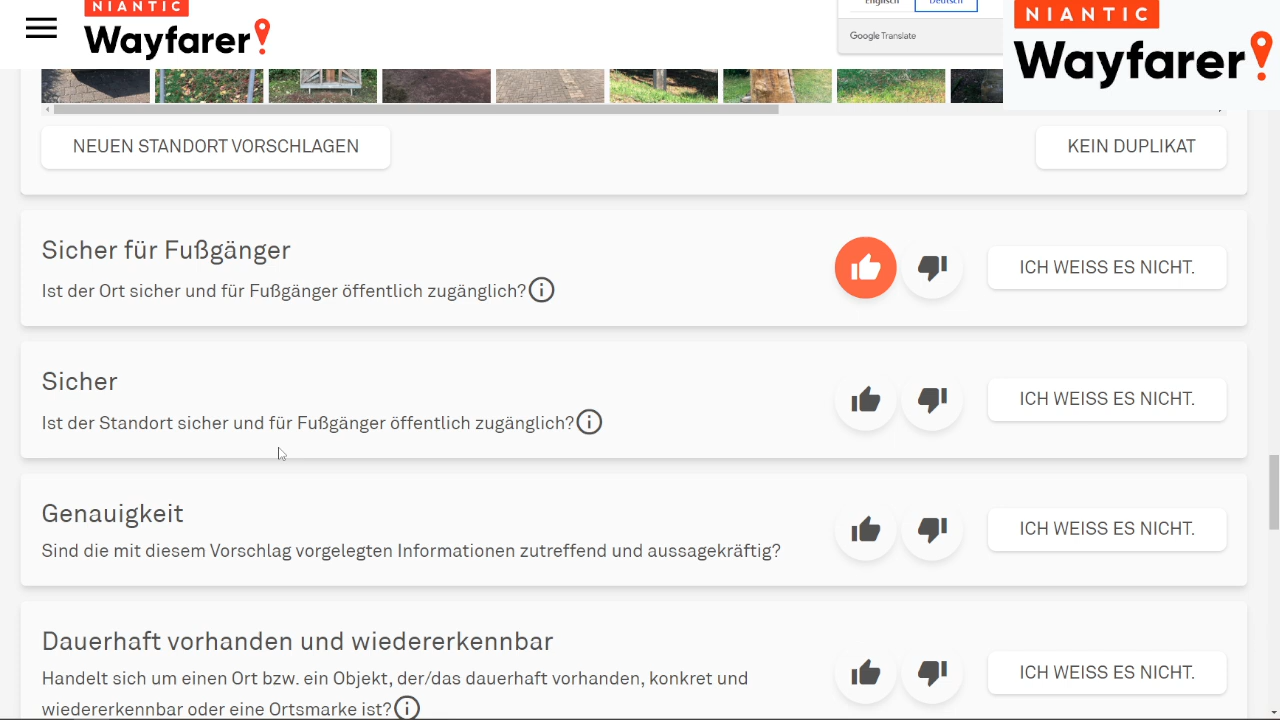 NIANTIC
Wayfarer!
Englisch
Deutsch
Google Translate
NIANTIC
Wayfarer!
NEUEN STANDORT VORSCHLAGEN
KEIN DUPLIKAT
Sicher für Fußgänger
Ist der Ort sicher und für Fußgänger öffentlich zugänglich?
ICH WEISS ES NICHT.
Sicher
Ist der Standort sicher und für Fußgänger öffentlich zugänglich?
ICH WEISS ES NICHT.
Genauigkeit
Sind die mit diesem Vorschlag vorgelegten Informationen zutreffend und aussagekräftig?
ICH WEISS ES NICHT.
Dauerhaft vorhanden und wiedererkennbar
Handelt sich um einen Ort bzw. ein Objekt, der/das dauerhaft vorhanden, konkret und
wiedererkennbar oder eine Ortsmarke ist?
ICH WEISS ES NICHT.